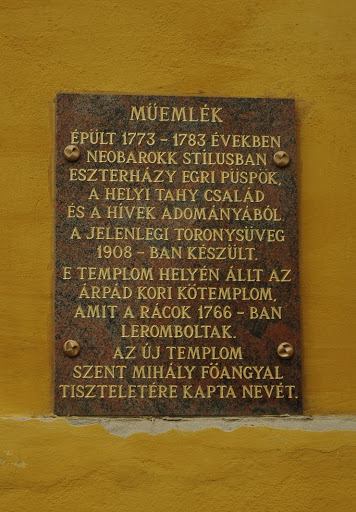 MŰEMLÉK
ÉPÜLT 1773 - 1783 ÉVEKBEN
NEOBAROKK STÍLUSBAN
ESZTERHÁZY EGRI PÜSPÖK,
A HELYI TAHY CSALÁD
ÉS A HÍVEK ADOMÁNYÁBÓL.
A JELENLEGI TORONYSÜVEG
1908 - BAN KÉSZÜLT.
E TEMPLOM HELYÉN ÁLLT AZ
ÁRPÁD KORI KŐTEMPLOM,
AMIT A RÁCOK 1766 - BAN
LEROMBOLTAK.
AZ ÚJ TEMPLOM
SZENT MIHÁLY FŐANGYAL
TISZTELETÉRE KAPTA NEVÉT.